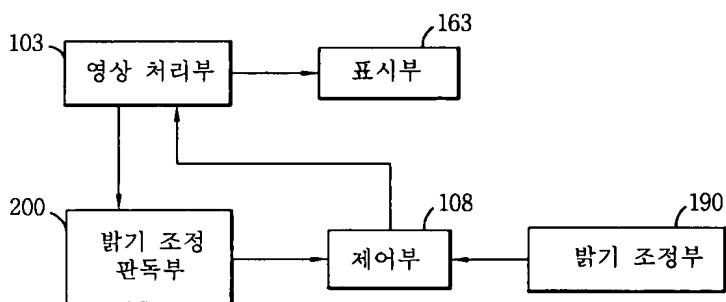 103
영상 처리부
163
표시부
200
밝기 조정
판독부
108
제어부
190
밝기 조정부